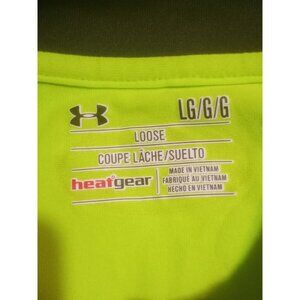 LG/G/G
LOOSE
COUPE LÂCHE/SUELTO
heatgear
MADE IN VIETNAM
FABRIQUÉ AU VIETNAM
HECHO EN VIETNAM